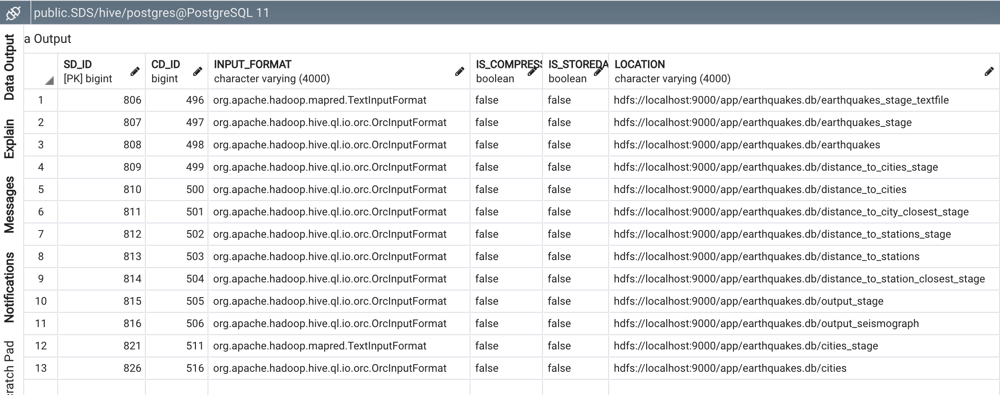 public.SDS/hive/postgres@PostgreSQL 11
a Output
Data Output
Explain
Messages
Notifications
eratch Pad
SD_ID CD_ID INPUT_FORMAT IS_COMPRESS IS_STOREDA LOCATION
[PK] bigint bigint character varying (4000) boolean boolean character varying (4000)
1 806 496 org.apache.hadoop.mapred.TextInputFormat false false hdfs://localhost:9000/app/earthquakes.db/earthquakes_stage_textfile
2 807 497 org.apache.hadoop.hive.ql.io.orc.OrcInputFormat false false hdfs://localhost:9000/app/earthquakes.db/earthquakes_stage
3 808 498 org.apache.hadoop.hive.ql.io.orc.OrcInputFormat false false hdfs://localhost:9000/app/earthquakes.db/earthquakes
4 809 499 org.apache.hadoop.hive.ql.io.orc.OrcInputFormat false false hdfs://localhost:9000/app/earthquakes.db/distance_to_cities_stage
5 810 500 org.apache.hadoop.hive.ql.io.orc.OrcInputFormat false false hdfs://localhost:9000/app/earthquakes.db/distance_to_cities
6 811 501 org.apache.hadoop.hive.ql.io.orc.OrcInputFormat false false hdfs://localhost:9000/app/earthquakes.db/distance_to_city_closest_stage
7 812 502 org.apache.hadoop.hive.ql.io.orc.OrcInputFormat false false hdfs://localhost:9000/app/earthquakes.db/distance_to_stations_stage
8 813 503 org.apache.hadoop.hive.ql.io.orc.OrcInputFormat false false hdfs://localhost:9000/app/earthquakes.db/distance_to_stations
9 814 504 org.apache.hadoop.hive.ql.io.orc.OrcInputFormat false false hdfs://localhost:9000/app/earthquakes.db/distance_to_station_closest_stage
10 815 505 org.apache.hadoop.hive.ql.io.orc.OrcInputFormat false false hdfs://localhost:9000/app/earthquakes.db/output_stage
11 816 506 org.apache.hadoop.hive.ql.io.orc.OrcInputFormat false false hdfs://localhost:9000/app/earthquakes.db/output_seismograph
12 821 511 org.apache.hadoop.mapred.TextInputFormat false false hdfs://localhost:9000/app/earthquakes.db/cities_stage
13 826 516 org.apache.hadoop.hive.ql.io.orc.OrcInputFormat false false hdfs://localhost:9000/app/earthquakes.db/cities